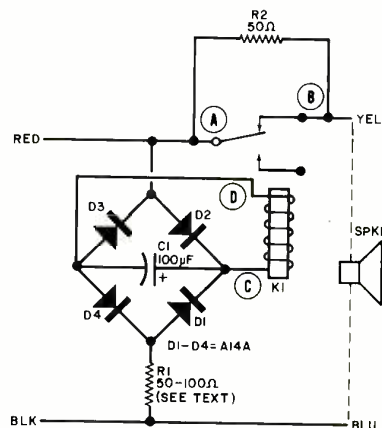 R2
50Ω
A
B
RED
YEL
D
D3
D2
C1
100μF
+
SPKR
K1
C
D4
D1
D1-D4=A14A
R1
50-100Ω
(SEE TEXT)
BLK
BLU